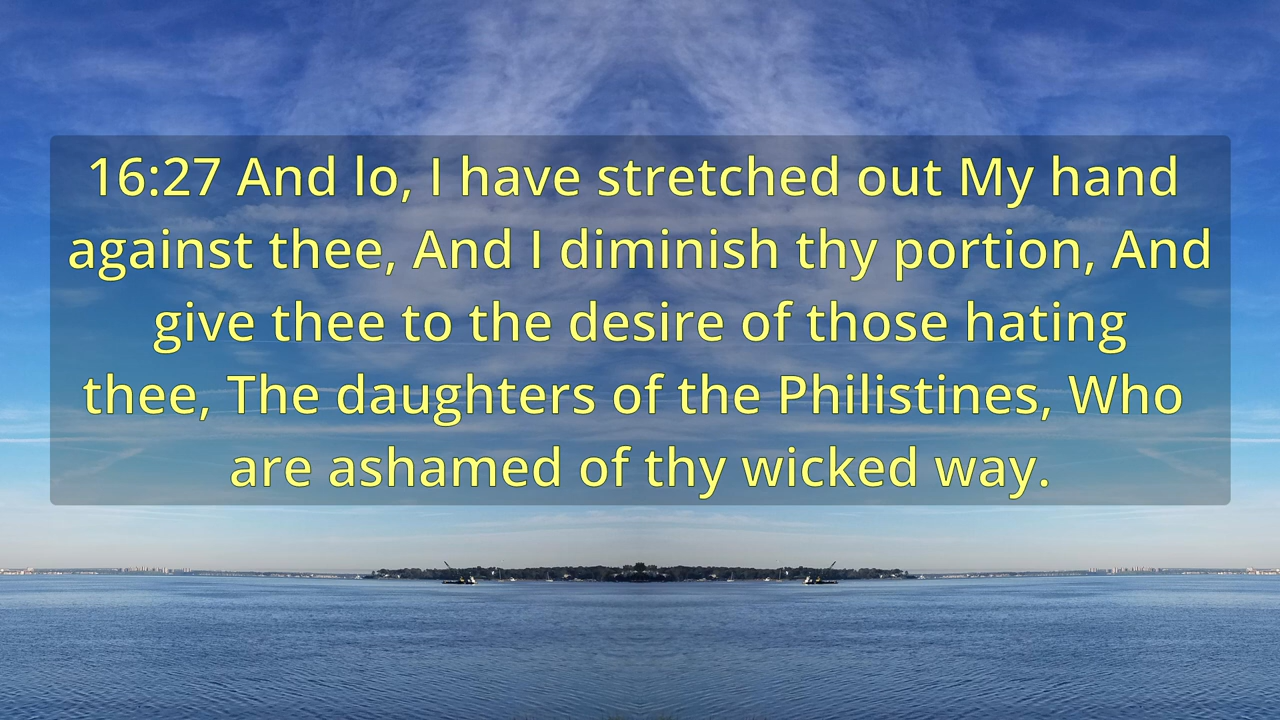 16:27 And lo, I have stretched out My hand
against thee, And I diminish thy portion, And
give thee to the desire of those hating
thee, The daughters of the Philistines, Who
are ashamed of thy wicked way.